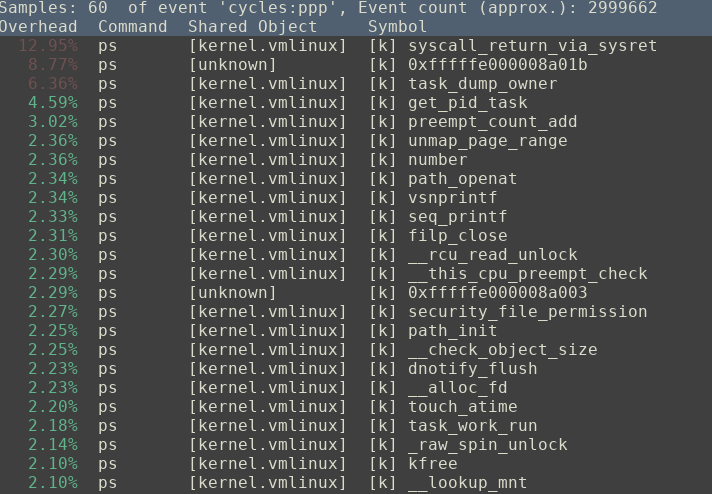 Samples: 60  of event 'cycles:ppp', Event count (approx.): 2999662
Overhead  Command  Shared Object     Symbol
12.95%  ps       [kernel.vmlinux]  [k] syscall_return_via_sysret
8.77%  ps       [unknown]         [k] 0xfffffe000008a01b
6.36%  ps       [kernel.vmlinux]  [k] task_dump_owner
4.59%  ps       [kernel.vmlinux]  [k] get_pid_task
3.02%  ps       [kernel.vmlinux]  [k] preempt_count_add
2.36%  ps       [kernel.vmlinux]  [k] unmap_page_range
2.36%  ps       [kernel.vmlinux]  [k] number
2.34%  ps       [kernel.vmlinux]  [k] path_openat
2.34%  ps       [kernel.vmlinux]  [k] vsnprintf
2.33%  ps       [kernel.vmlinux]  [k] seq_printf
2.31%  ps       [kernel.vmlinux]  [k] filp_close
2.30%  ps       [kernel.vmlinux]  [k] __rcu_read_unlock
2.29%  ps       [kernel.vmlinux]  [k] __this_cpu_preempt_check
2.29%  ps       [unknown]         [k] 0xfffffe000008a003
2.27%  ps       [kernel.vmlinux]  [k] security_file_permission
2.25%  ps       [kernel.vmlinux]  [k] path_init
2.25%  ps       [kernel.vmlinux]  [k] __check_object_size
2.23%  ps       [kernel.vmlinux]  [k] dnotify_flush
2.23%  ps       [kernel.vmlinux]  [k] __alloc_fd
2.20%  ps       [kernel.vmlinux]  [k] touch_atime
2.18%  ps       [kernel.vmlinux]  [k] task_work_run
2.14%  ps       [kernel.vmlinux]  [k] _raw_spin_unlock
2.10%  ps       [kernel.vmlinux]  [k] kfree
2.10%  ps       [kernel.vmlinux]  [k] __lookup_mnt